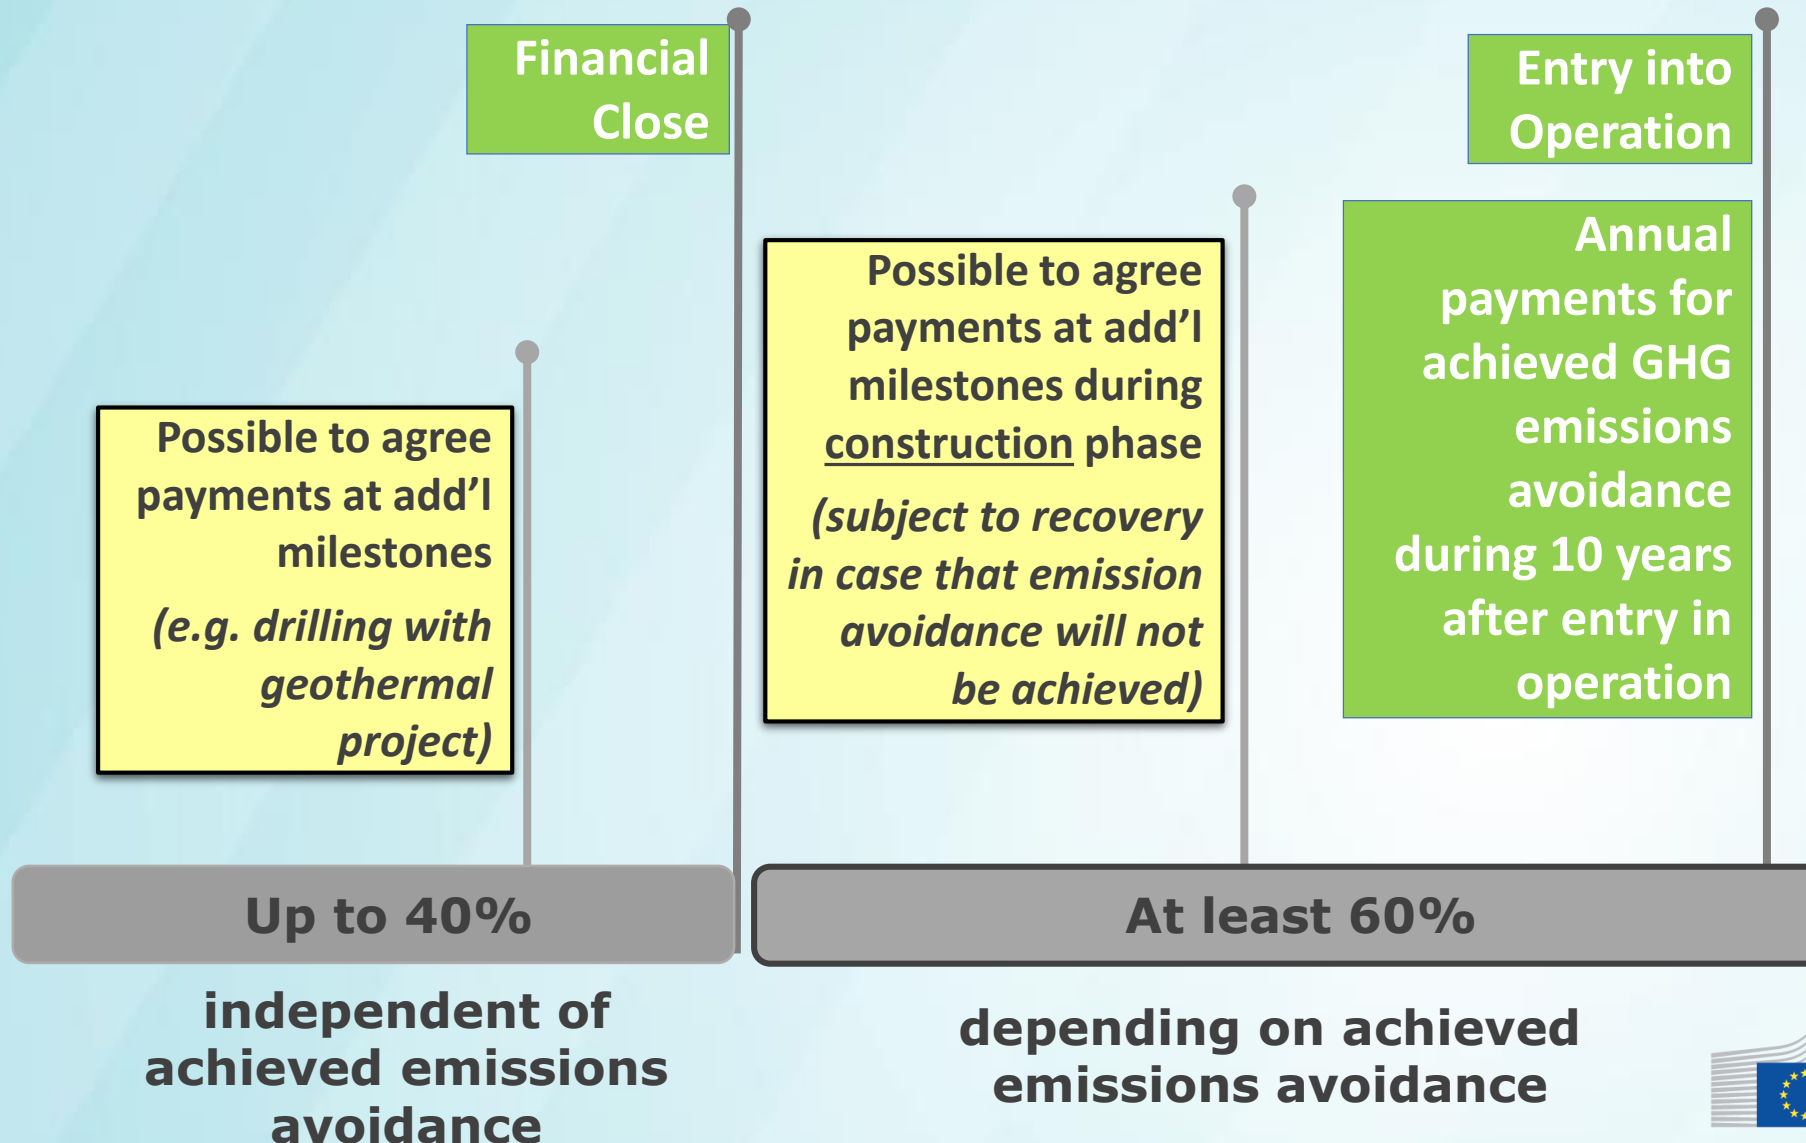 Financial
Close
Entry into
Operation
Possible to agree
payments at add’l
milestones
(e.g. drilling with
geothermal
project)
Possible to agree
payments at add’l
milestones during
construction phase
(subject to recovery
in case that emission
avoidance will not
be achieved)
Annual
payments for
achieved GHG
emissions
avoidance
during 10 years
after entry in
operation
Up to 40%
At least 60%
independent of
achieved emissions
avoidance
depending on achieved
emissions avoidance